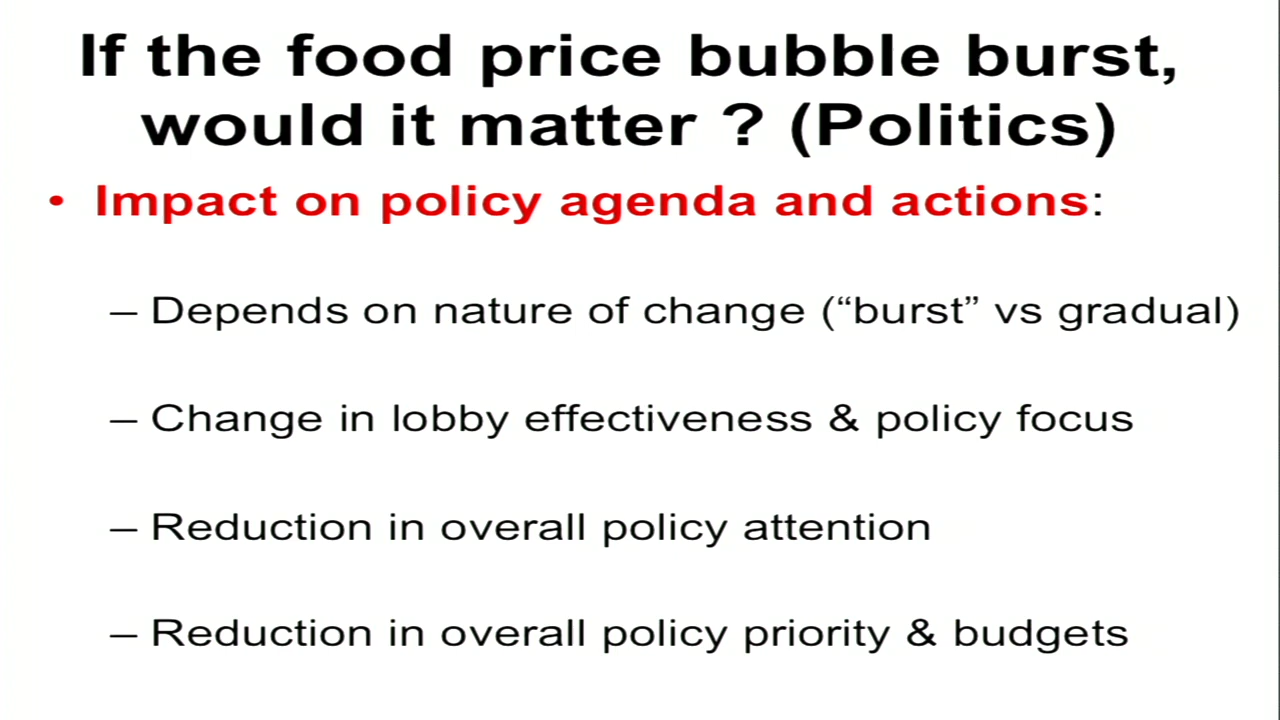 If the food price bubble burst,
would it matter ? (Politics)
• Impact on policy agenda and actions:
– Depends on nature of change (“burst” vs gradual)
– Change in lobby effectiveness & policy focus
– Reduction in overall policy attention
– Reduction in overall policy priority & budgets